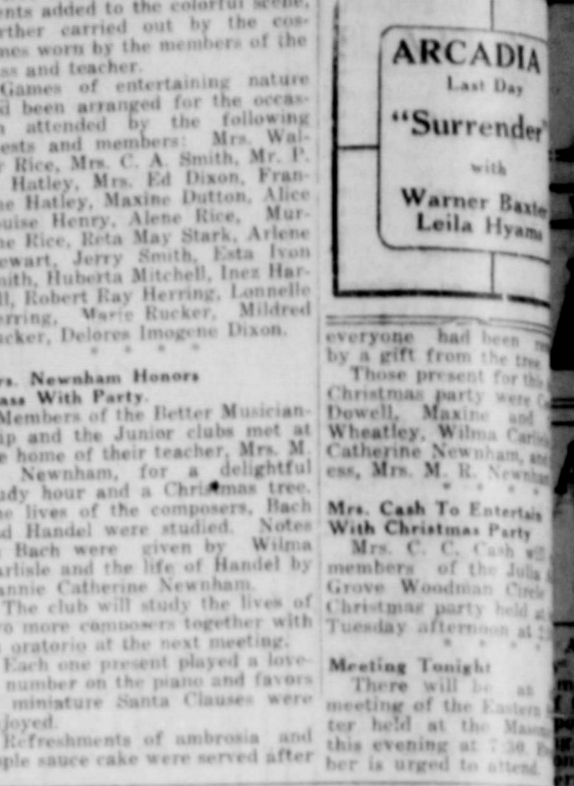 nts added to the colorful scene,
rther carried out by the cos-
mes worn by the members of the
ss and teacher.
Games of entertaining nature
d been arranged for the occas-
n attended by the following
ests and members: Mrs. Wal-
r Rice, Mrs. C. A. Smith, Mr. P.
Hatley, Mrs. Ed Dixon, Fran-
ne Hatley, Maxine Dutton, Alice
uise Henry, Alene Rice, Mur-
ne Rice, Reta May Stark, Arlene
ewart, Jerry Smith, Esta Ivon
mith, Huberta Mitchell, Inez Har-
ll, Robert Ray Herring, Lonnelle
erring, Marie Rucker, Mildred
ucker, Delores Imogene Dixon.
* * * *
rs. Newnham Honors
ass With Party.
Members of the Better Musician-
ip and the Junior clubs met at
e home of their teacher, Mrs. M.
Newnham, for a delightful
udy hour and a Christmas tree.
he lives of the composers, Bach
d Handel were studied. Notes
Bach were given by Wilma
arlisle and the life of Handel by
annie Catherine Newnham.
The club will study the lives of
o more composers together with
oratorio at the next meeting.
Each one present played a love-
number on the piano and favors
miniature Santa Clauses were
joyed.
Refreshments of ambrosia and
ple sauce cake were served after
ARCADIA
Last Day
"Surrender"
with
Warner Baxte
Leila Hyams
everyone had been
by a gift from the tree.
Those present for this
Christmas party were
Dowell, Maxine and
Wheatley, Wilma Carlisle
Catherine Newnham, and
ess, Mrs. M. R. Newnham
* * * *
Mrs. Cash To Entertain
With Christmas Party
Mrs. C. C. Cash will
members of the Julia
Grove Woodman Circle
Christmas party held at
Tuesday afternoon at
* * * *
Meeting Tonight
There will be an
meeting of the Eastern
ter held at the Mason
this evening at 7:30.
ber is urged to attend.